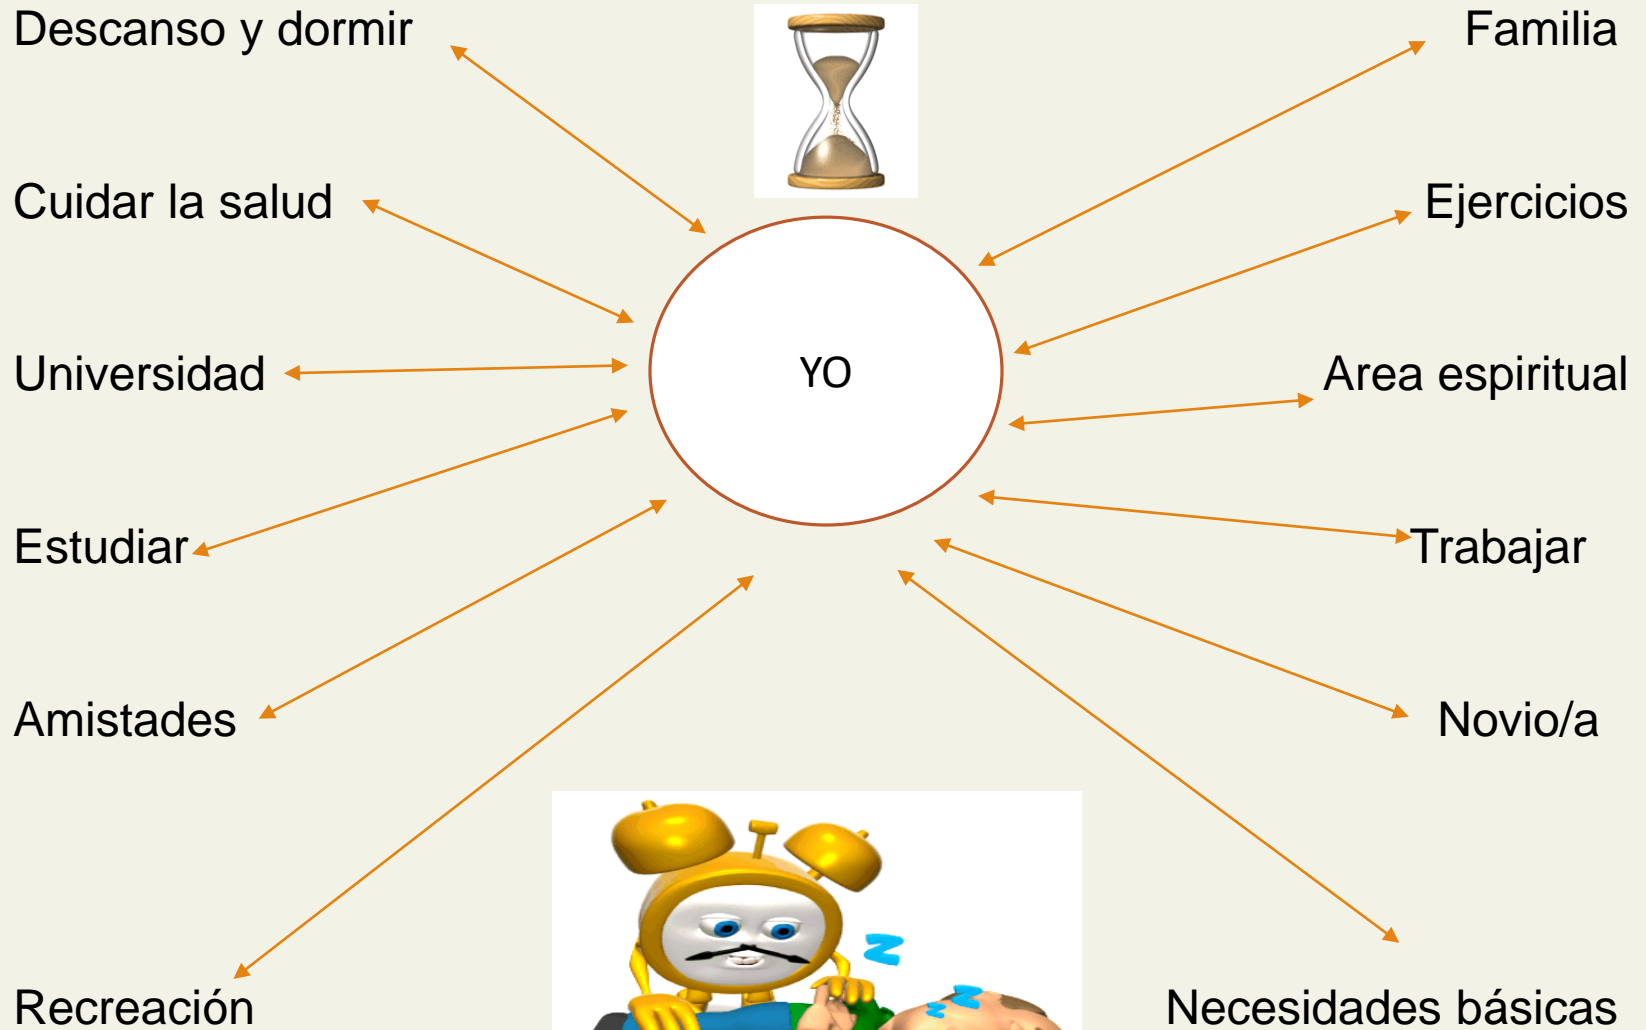 Descanso y dormir
Familia
Cuidar la salud
Ejercicios
YO
Universidad
Area espiritual
Estudiar
Trabajar
Amistades
Novio/a
Z
Z
Z
Recreación
Necesidades básicas